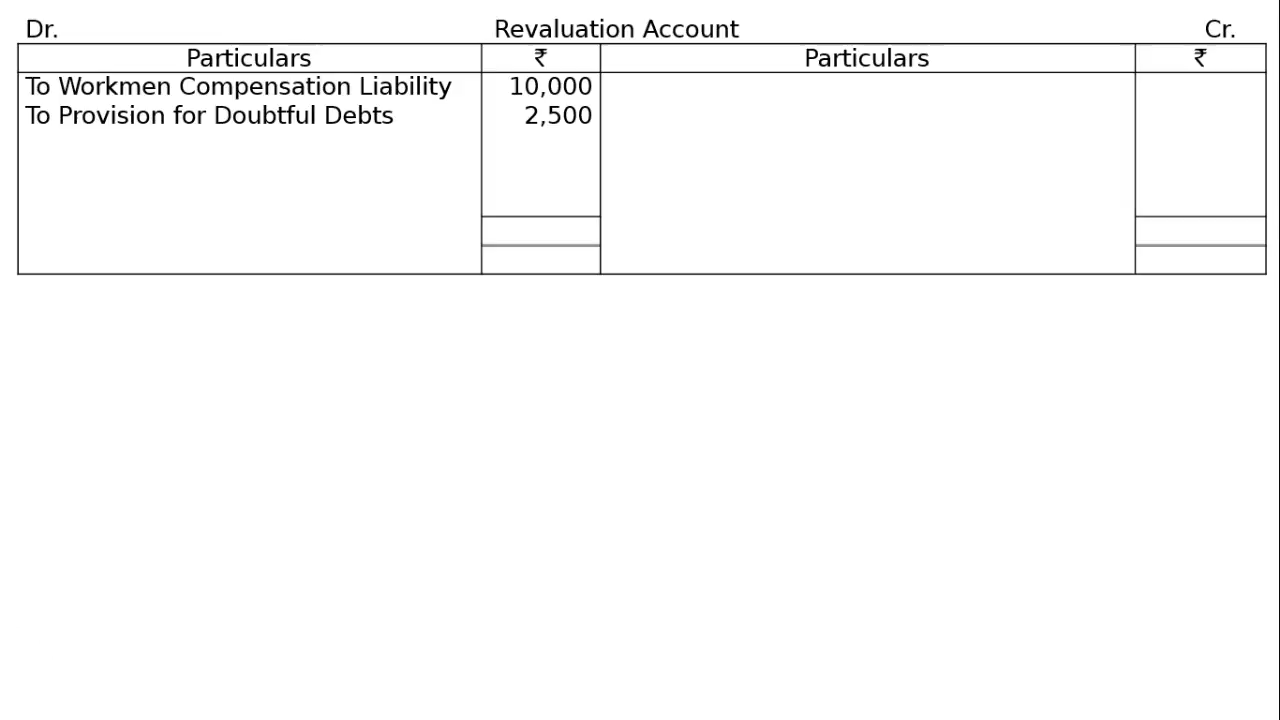 Dr. Revaluation Account Cr.
Particulars ₹ Particulars ₹
To Workmen Compensation Liability 10,000
To Provision for Doubtful Debts 2,500